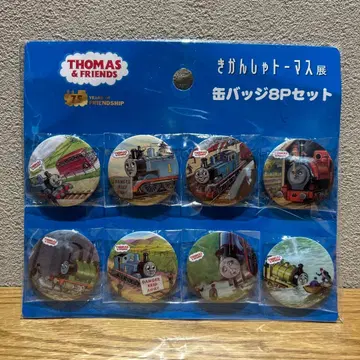 THOMAS
& FRIENDS
75
YEARS OF
FRIENDSHIP
きかんしゃトーマス展
缶バッジ8Pセット